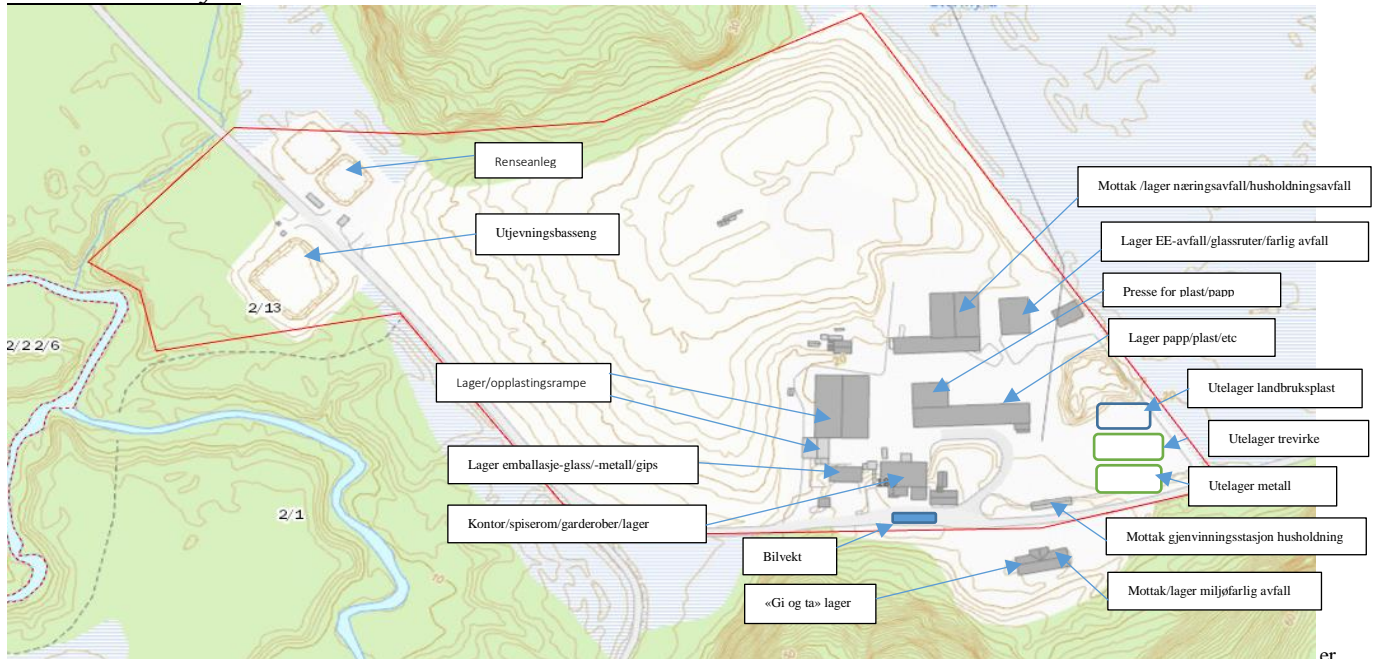 Renseanleg
Mottak /lager næringsavfall/husholdningsavfall
Utjevningsbasseng
Lager EE-avfall/glassruter/farlig avfall
Presse for plast/papp
2/13
Lager papp/plast/etc
2/2 2/6
Lager/opplastingsrampe
Utelager landbruksplast
Utelager trevirke
Lager emballasje-glass/-metall/gips
Utelager metall
2/1
Kontor/spiserom/garderober/lager
Mottak gjenvinningsstasjon husholdning
Bilvekt
10
Mottak/lager miljøfarlig avfall
«Gi og ta» lager
er